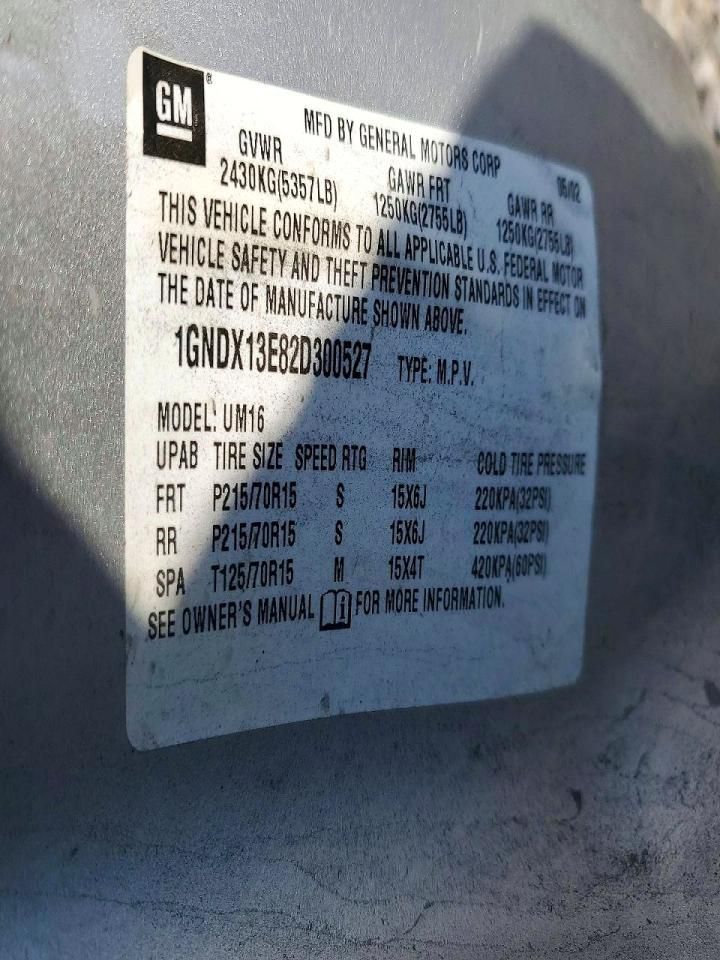 GM ®
MFD BY GENERAL MOTORS CORP 05/02
GVWR GAWR FRT GAWR RR
2430KG(5357LB) 1250KG(2755LB) 1250KG(2755LB)
THIS VEHICLE CONFORMS TO ALL APPLICABLE U.S. FEDERAL MOTOR
VEHICLE SAFETY AND THEFT PREVENTION STANDARDS IN EFFECT ON
THE DATE OF MANUFACTURE SHOWN ABOVE.
1GNDX13E82D300527 TYPE: M.P.V.
MODEL: UM16
UPAB TIRE SIZE SPEED RTG RIM COLD TIRE PRESSURE
FRT P215/70R15 S 15X6J 220KPA(32PSI)
RR P215/70R15 S 15X6J 220KPA(32PSI)
SPA T125/70R15 M 15X4T 420KPA(60PSI)
SEE OWNER'S MANUAL i FOR MORE INFORMATION.